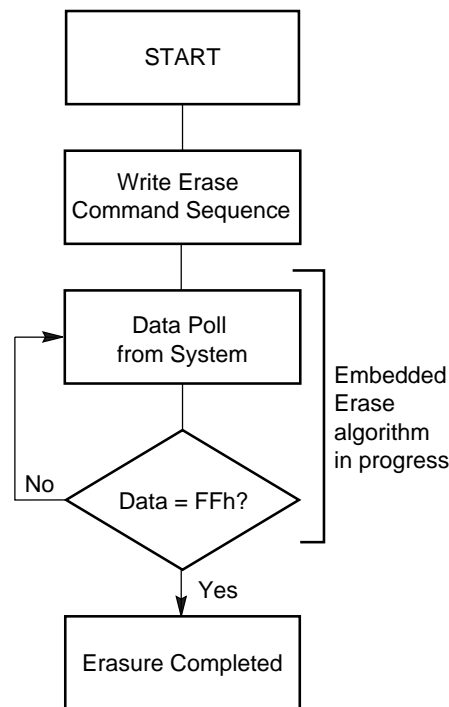 START
Write Erase
Command Sequence
Data Poll
from System
Embedded
Erase
algorithm
in progress
No
Data = FFh?
Yes
Erasure Completed